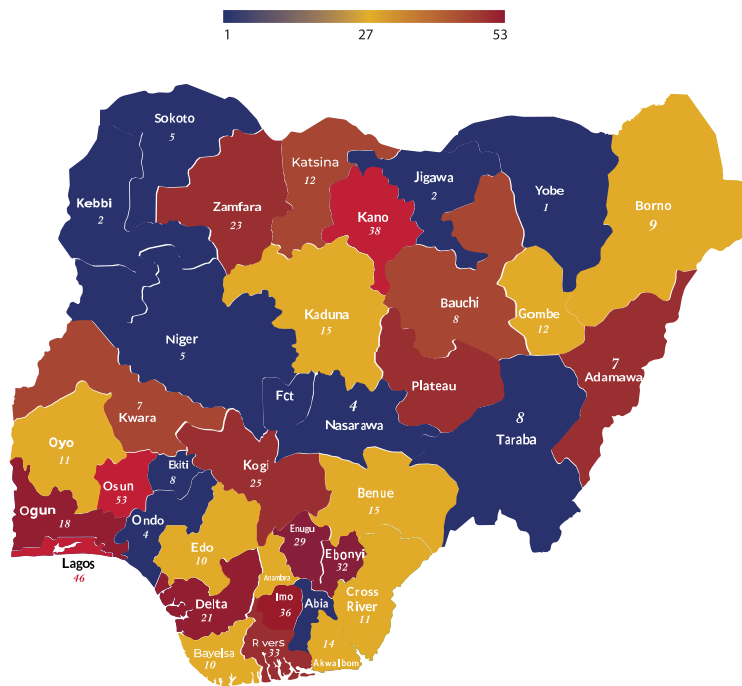 1 27 53
Sokoto
5
Katsina
12
Jigawa
2
Yobe
1
Kebbi
2
Zamfara
23
Kano
38
Borno
9
Kaduna
15
Bauchi
8
Gombe
12
Niger
5
7
Adamawa
Plateau
Fct
4
Nasarawa
8
Taraba
7
Kwara
Oyo
11
Ekiti
8
Kogi
25
Osun
53
Benue
15
Ogun
18
Ondo
4
Enugu
29
Ebonyi
32
Edo
10
Lagos
46
Anambra
Cross
River
11
Delta
21
Imo
36
Abia
Rivers
33
14
Akwa Ibom
Bayelsa
10